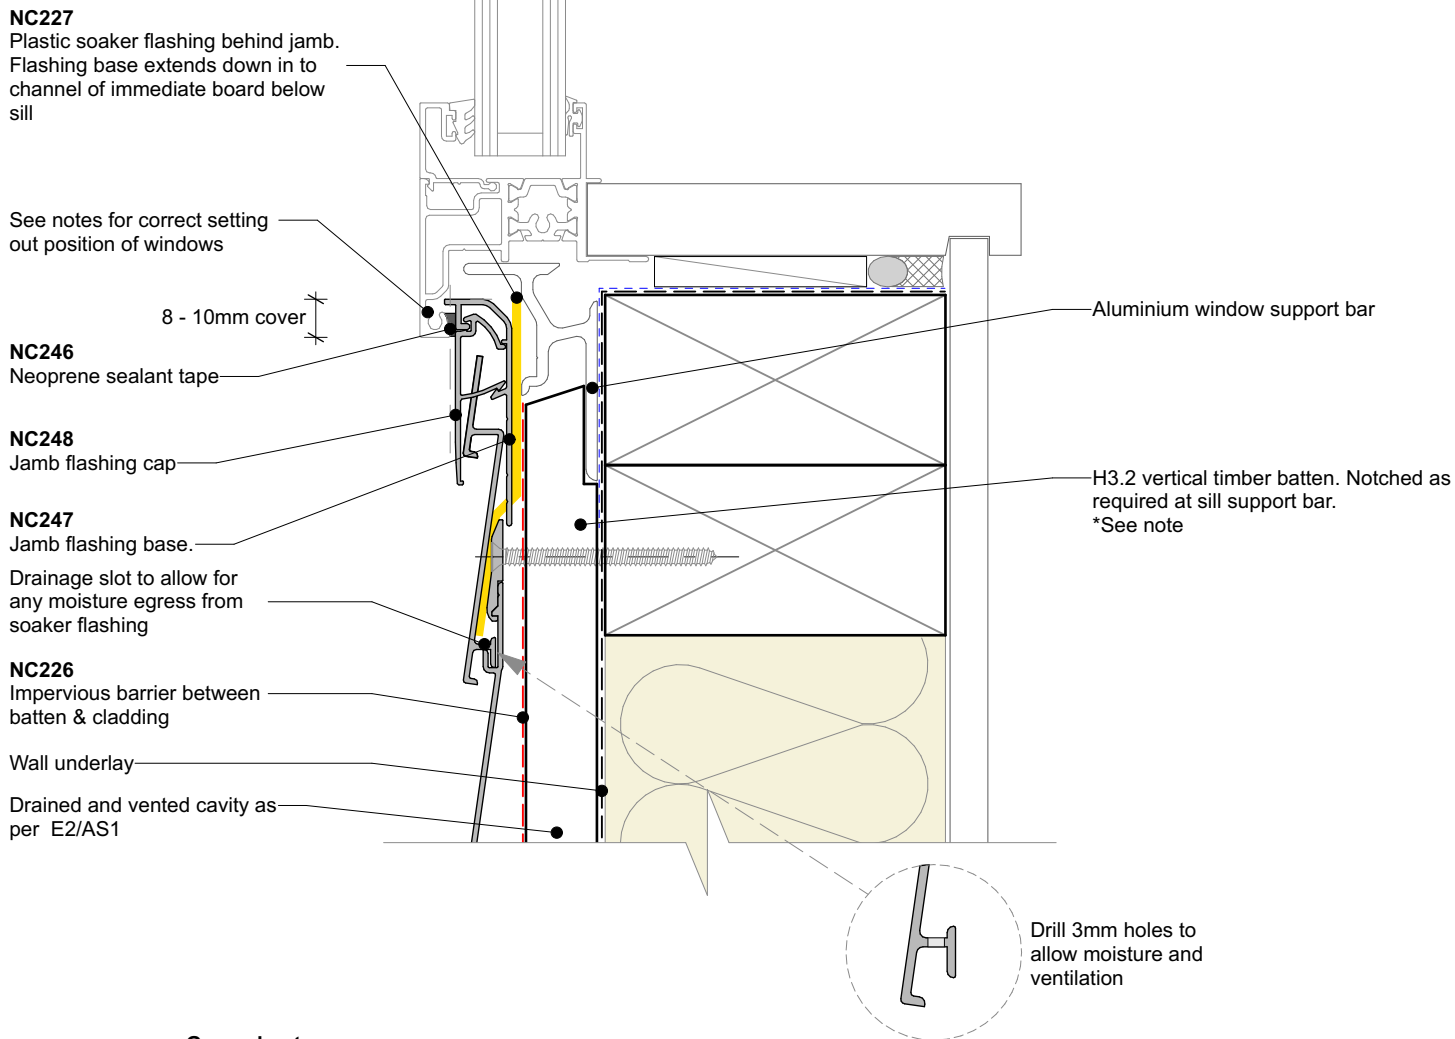 NC227
Plastic soaker flashing behind jamb.
Flashing base extends down in to
channel of immediate board below
sill
See notes for correct setting
out position of windows
8 - 10mm cover
NC246
Neoprene sealant tape
NC248
Jamb flashing cap
NC247
Jamb flashing base.
Drainage slot to allow for
any moisture egress from
soaker flashing
NC226
Impervious barrier between
batten & cladding
Wall underlay
Drained and vented cavity as
per E2/AS1
Aluminium window support bar
H3.2 vertical timber batten. Notched as
required at sill support bar.
*See note
Drill 3mm holes to
allow moisture and
ventilation